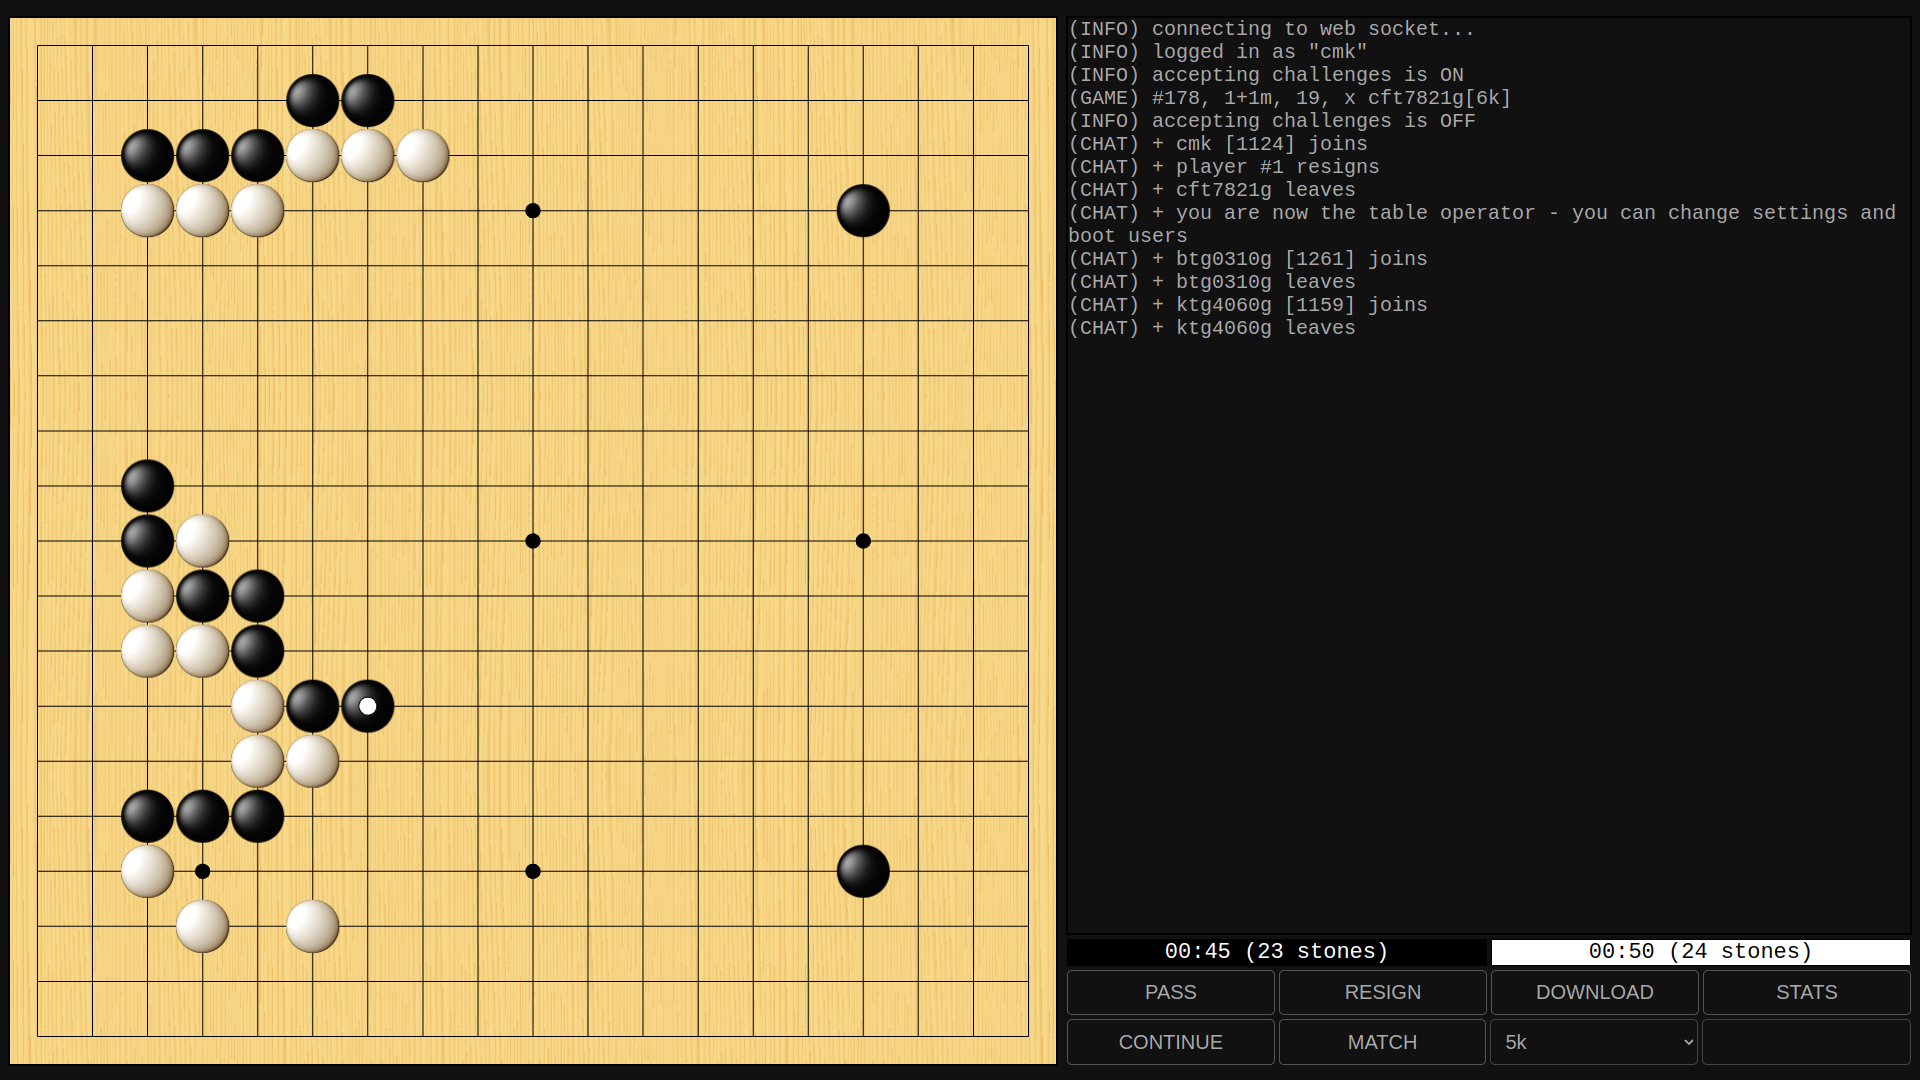 (INFO) connecting to web socket...
(INFO) logged in as "cmk"
(INFO) accepting challenges is ON
(GAME) #178, 1+1m, 19, x cft7821g[6k]
(INFO) accepting challenges is OFF
(CHAT) + cmk [1124] joins
(CHAT) + player #1 resigns
(CHAT) + cft7821g leaves
(CHAT) + you are now the table operator - you can change settings and
boot users
(CHAT) + btg0310g [1261] joins
(CHAT) + btg0310g leaves
(CHAT) + ktg4060g [1159] joins
(CHAT) + ktg4060g leaves
00:45 (23 stones)
00:50 (24 stones)
PASS
RESIGN
DOWNLOAD
STATS
CONTINUE
MATCH
5k